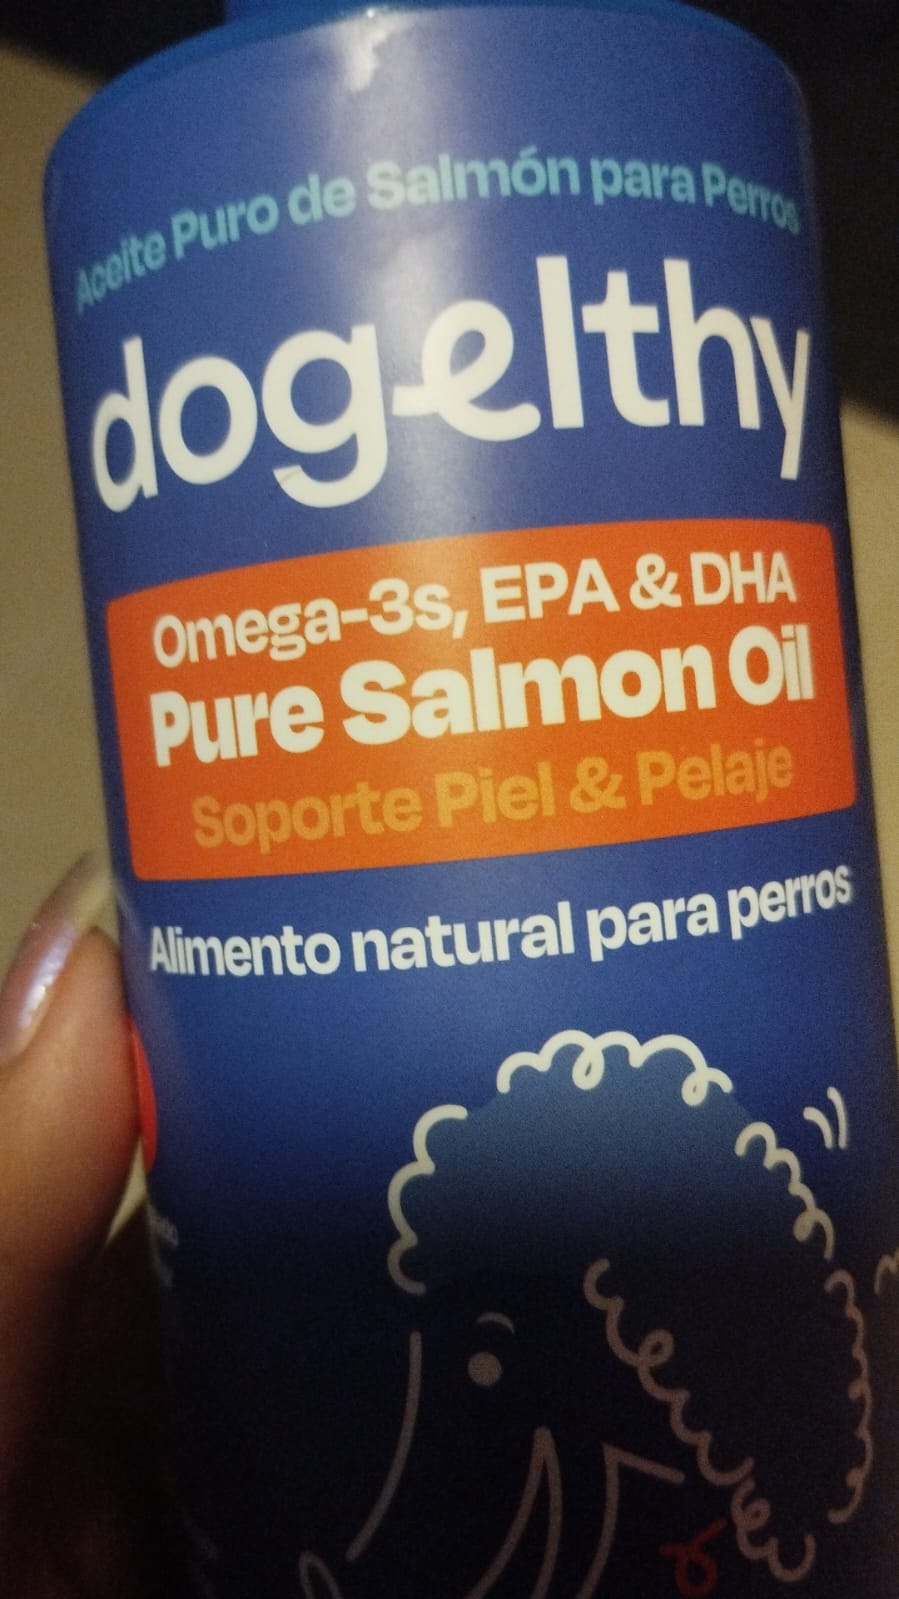 Aceite Puro de Salmón para Perros
dogelthy
Omega-3s, EPA & DHA
Pure Salmon Oil
Soporte Piel & Pelaje
Alimento natural para perros